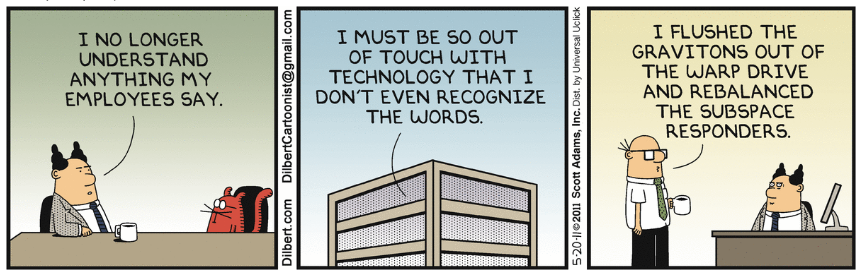 I NO LONGER
UNDERSTAND
ANYTHING MY
EMPLOYEES SAY.
Dilbert.com DilbertCartoonist@gmail.com
I MUST BE SO OUT
OF TOUCH WITH
TECHNOLOGY THAT I
DON'T EVEN RECOGNIZE
THE WORDS.
5-20-11 ©2011 Scott Adams, Inc. Dist. by Universal Uclick
I FLUSHED THE
GRAVITONS OUT OF
THE WARP DRIVE
AND REBALANCED
THE SUBSPACE
RESPONDERS.